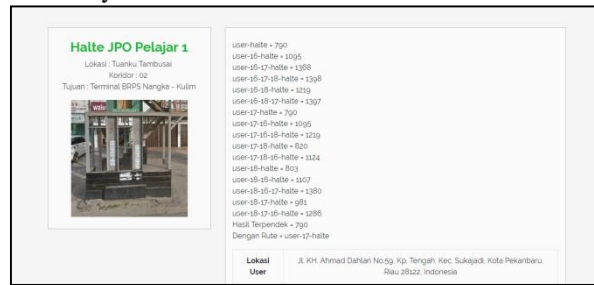 Halte JPO Pelajar 1
Lokasi : Tuanku Tambusai
Koridor : 02
Tujuan : Terminal BRPS Nangka - Kulim
user-halte = 790
user-16-halte = 1095
user-16-17-halte = 1368
user-16-17-18-halte = 1398
user-16-18-halte = 1219
user-16-18-17-halte = 1397
user-17-halte = 790
user-17-16-halte = 1095
user-17-16-18-halte = 1219
user-17-18-halte = 820
user-17-18-16-halte = 1124
user-18-halte = 803
user-18-16-halte = 1107
user-18-16-17-halte = 1380
user-18-17-halte = 981
user-18-17-16-halte = 1286
Hasil Terpendek = 790
Dengan Rute = user-17-halte
Lokasi User
Jl. KH. Ahmad Dahlan No.59, Kp. Tengah, Kec. Sukajadi, Kota Pekanbaru,
Riau 28122, Indonesia